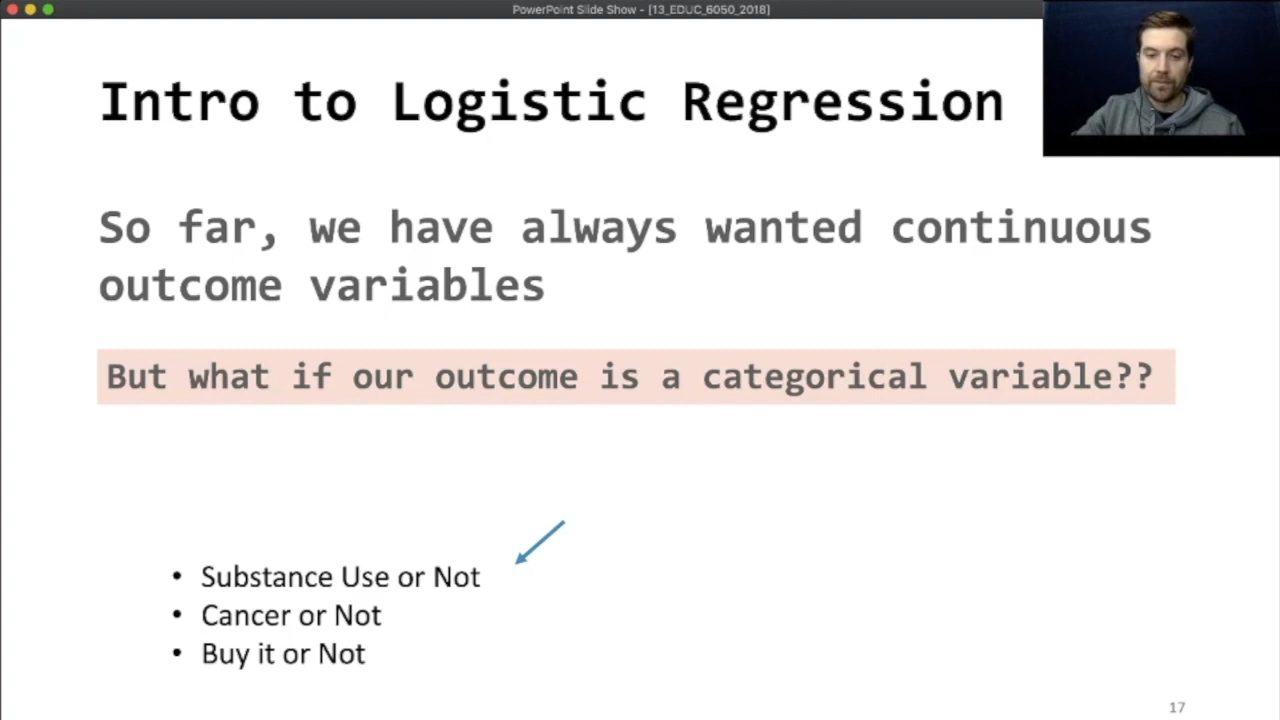 PowerPoint Slide Show - [13_EDUC_6050_2018]
Intro to Logistic Regression
So far, we have always wanted continuous
outcome variables
But what if our outcome is a categorical variable??
• Substance Use or Not
• Cancer or Not
• Buy it or Not
17